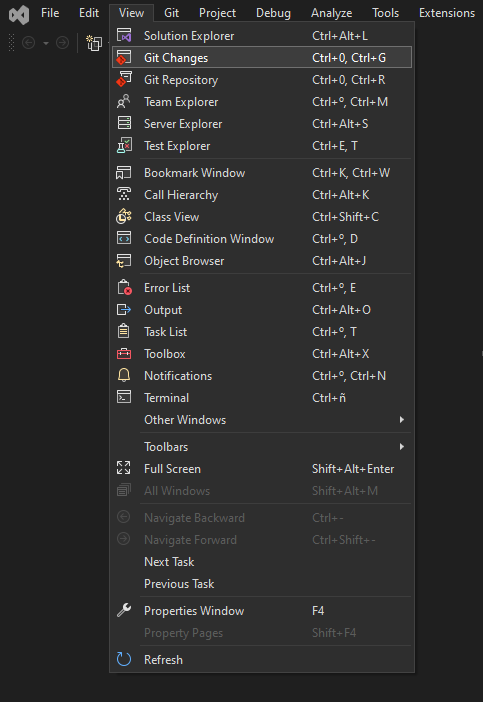 File Edit View Git Project Debug Analyze Tools Extensions
Solution Explorer Ctrl+Alt+L
Git Changes Ctrl+0, Ctrl+G
Git Repository Ctrl+0, Ctrl+R
Team Explorer Ctrl+º, Ctrl+M
Server Explorer Ctrl+Alt+S
Test Explorer Ctrl+E, T
Bookmark Window Ctrl+K, Ctrl+W
Call Hierarchy Ctrl+Alt+K
Class View Ctrl+Shift+C
Code Definition Window Ctrl+º, D
Object Browser Ctrl+Alt+J
Error List Ctrl+º, E
Output Ctrl+Alt+O
Task List Ctrl+º, T
Toolbox Ctrl+Alt+X
Notifications Ctrl+º, Ctrl+N
Terminal Ctrl+ñ
Other Windows
Toolbars
Full Screen Shift+Alt+Enter
All Windows Shift+Alt+M
Navigate Backward Ctrl+-
Navigate Forward Ctrl+Shift+-
Next Task
Previous Task
Properties Window F4
Property Pages Shift+F4
Refresh